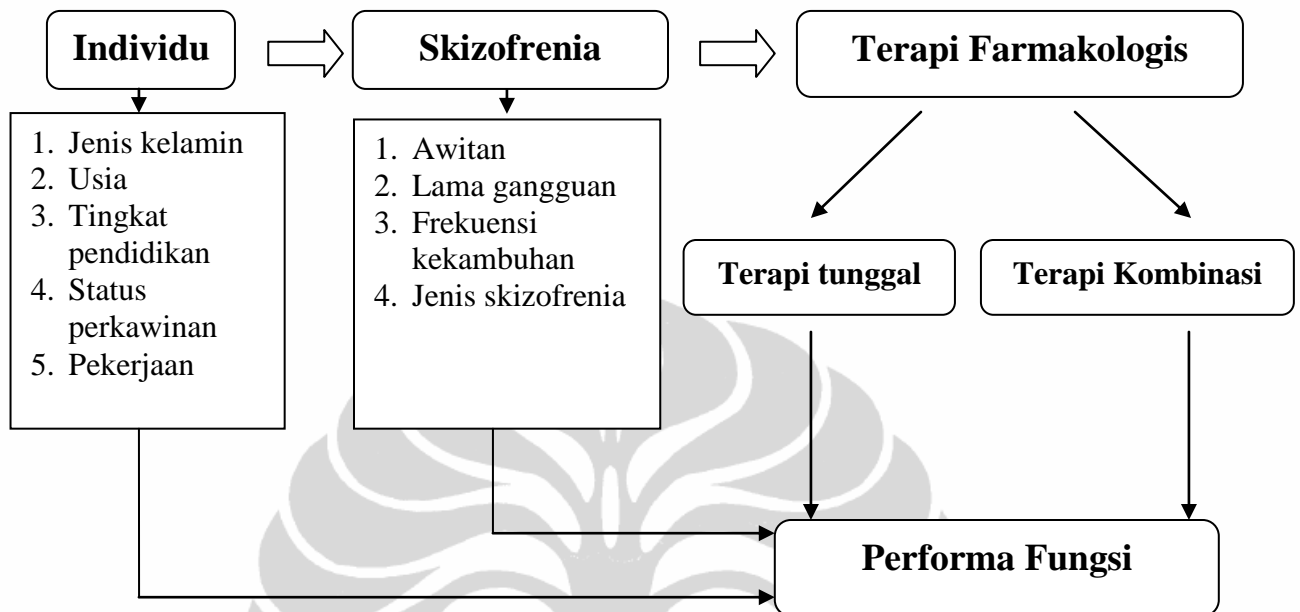 Individu
Skizofrenia
Terapi Farmakologis
1. Jenis kelamin
2. Usia
3. Tingkat
pendidikan
4. Status
perkawinan
5. Pekerjaan
1. Awitan
2. Lama gangguan
3. Frekuensi
kekambuhan
4. Jenis skizofrenia
Terapi tunggal
Terapi Kombinasi
Performa Fungsi